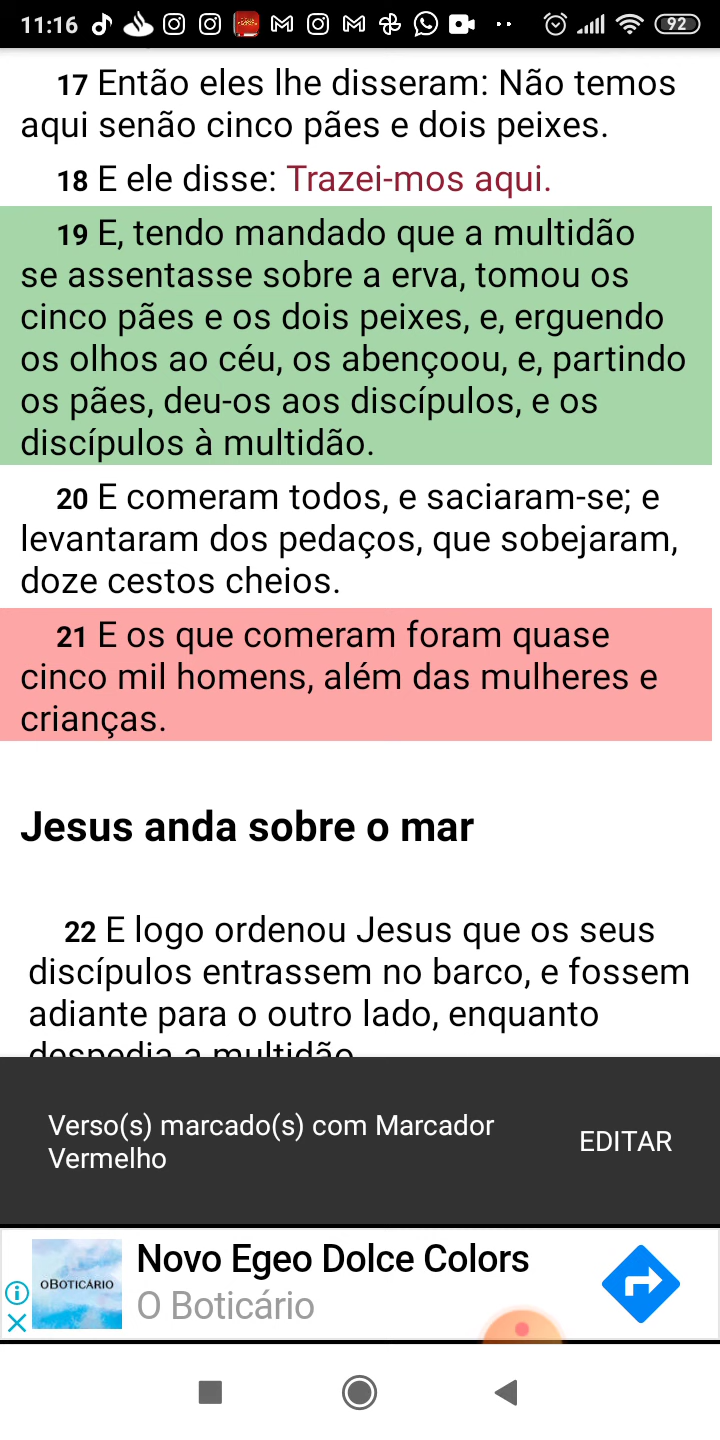 11:16 92
17 Então eles lhe disseram: Não temos
aqui senão cinco pães e dois peixes.
18 E ele disse: Trazei-mos aqui.
19 E, tendo mandado que a multidão
se assentasse sobre a erva, tomou os
cinco pães e os dois peixes, e, erguendo
os olhos ao céu, os abençoou, e, partindo
os pães, deu-os aos discípulos, e os
discípulos à multidão.
20 E comeram todos, e saciaram-se; e
levantaram dos pedaços, que sobejaram,
doze cestos cheios.
21 E os que comeram foram quase
cinco mil homens, além das mulheres e
crianças.
Jesus anda sobre o mar
22 E logo ordenou Jesus que os seus
discípulos entrassem no barco, e fossem
adiante para o outro lado, enquanto
despedia a multidão
Verso(s) marcado(s) com Marcador
Vermelho
EDITAR
oBOTICÁRIO
Novo Egeo Dolce Colors
O Boticário